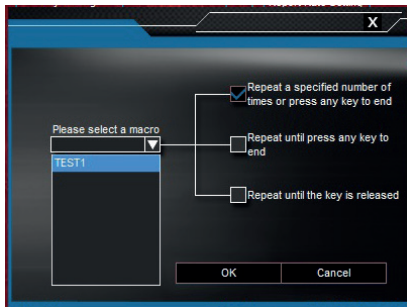 X
Repeat a specified number of
times or press any key to end
Please select a macro
Repeat until press any key to
end
TEST1
Repeat until the key is released
OK
Cancel